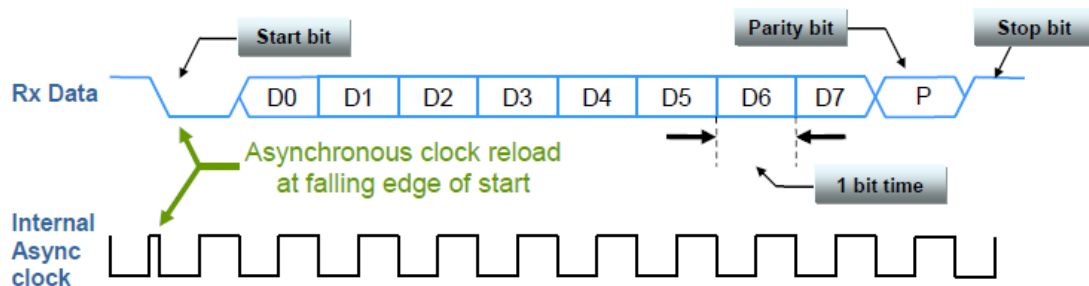 Start bit
Parity bit
Stop bit
Rx Data
D0 D1 D2 D3 D4 D5 D6 D7 P
Asynchronous clock reload
at falling edge of start
1 bit time
Internal
Async
clock